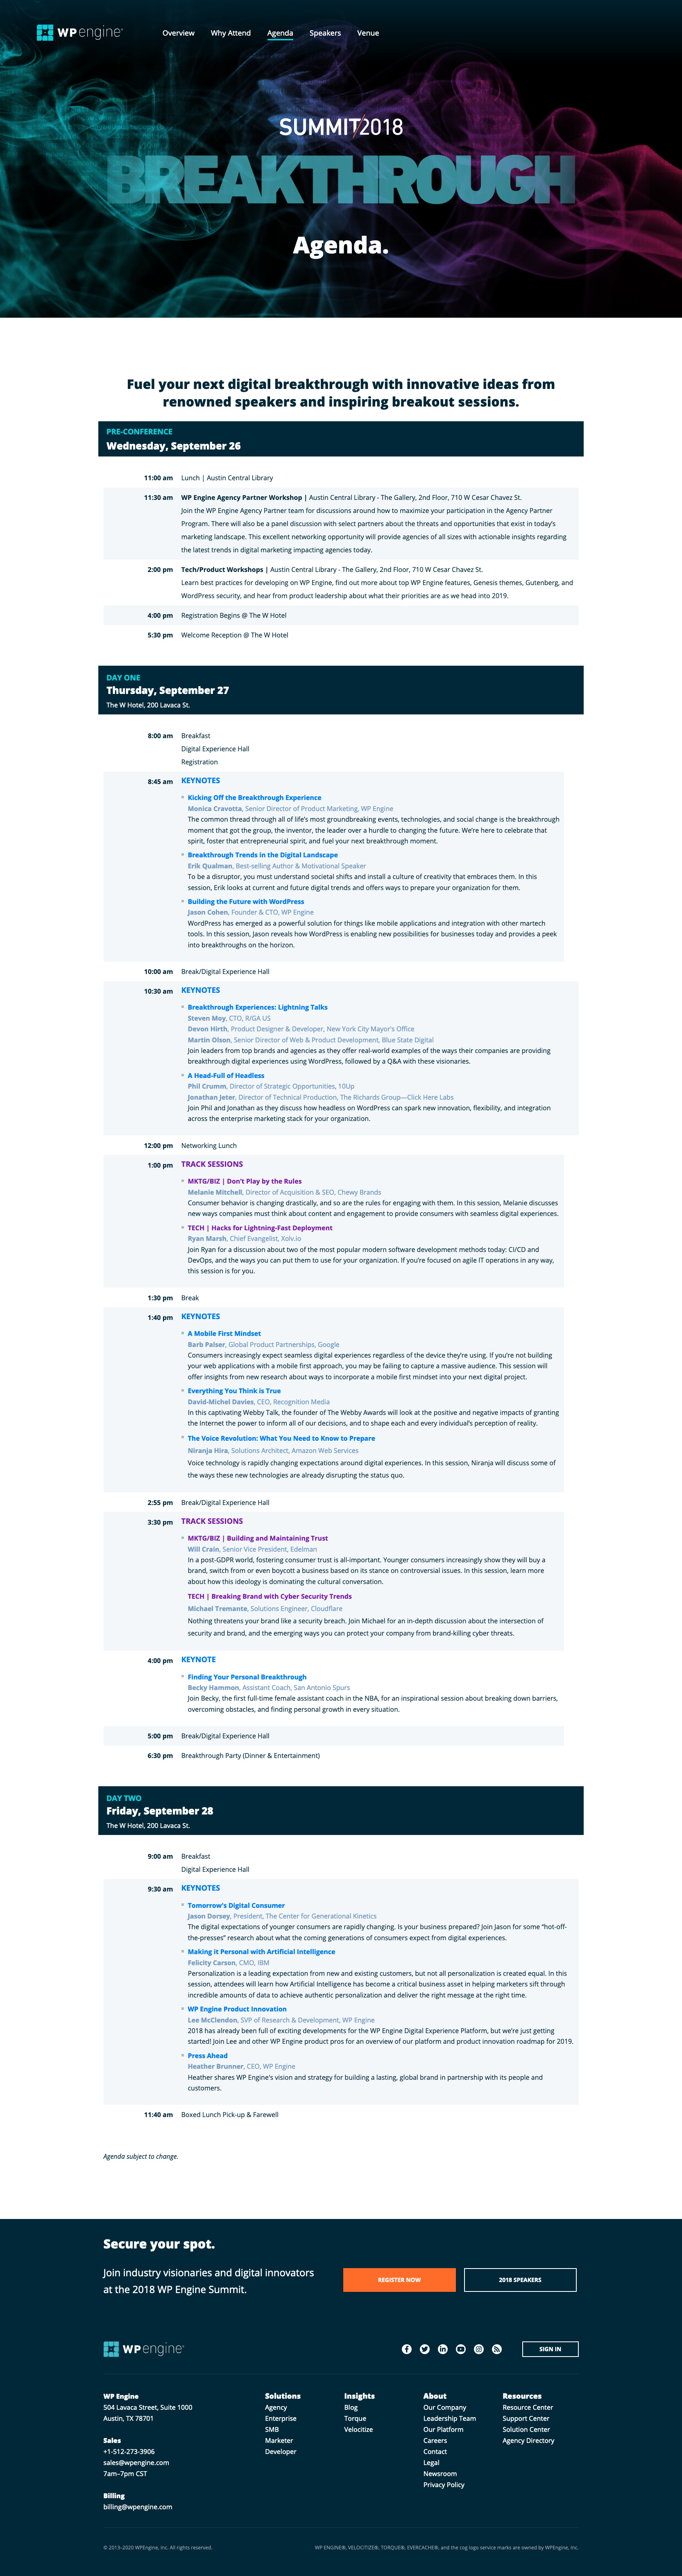 WPengine®
Overview Why Attend Agenda Speakers Venue
SUMMIT/2018
BREAKTHROUGH
Agenda.
Fuel your next digital breakthrough with innovative ideas from
renowned speakers and inspiring breakout sessions.
PRE-CONFERENCE
Wednesday, September 26
11:00 am Lunch | Austin Central Library
11:30 am WP Engine Agency Partner Workshop | Austin Central Library - The Gallery, 2nd Floor, 710 W Cesar Chavez St.
Join the WP Engine Agency Partner team for discussions around how to maximize your participation in the Agency Partner
Program. There will also be a panel discussion with select partners about the threats and opportunities that exist in today's
marketing landscape. This excellent networking opportunity will provide agencies of all sizes with actionable insights regarding
the latest trends in digital marketing impacting agencies today.
2:00 pm Tech/Product Workshops | Austin Central Library - The Gallery, 2nd Floor, 710 W Cesar Chavez St.
Learn best practices for developing on WP Engine, find out more about top WP Engine features, Genesis themes, Gutenberg, and
WordPress security, and hear from product leadership about what their priorities are as we head into 2019.
4:00 pm Registration Begins @ The W Hotel
5:30 pm Welcome Reception @ The W Hotel
DAY ONE
Thursday, September 27
The W Hotel, 200 Lavaca St.
8:00 am Breakfast
Digital Experience Hall
Registration
8:45 am KEYNOTES
Kicking Off the Breakthrough Experience
Monica Cravotta, Senior Director of Product Marketing, WP Engine
The common thread through all of life's most groundbreaking events, technologies, and social change is the breakthrough
moment that got the group, the inventor, the leader over a hurdle to changing the future. We're here to celebrate that
spirit, foster that entrepreneurial spirit, and fuel your next breakthrough moment.
Breakthrough Trends in the Digital Landscape
Erik Qualman, Best-selling Author & Motivational Speaker
To be a disruptor, you must understand societal shifts and install a culture of creativity that embraces them. In this
session, Erik looks at current and future digital trends and offers ways to prepare your organization for them.
Building the Future with WordPress
Jason Cohen, Founder & CTO, WP Engine
WordPress has emerged as a powerful solution for things like mobile applications and integration with other martech
tools. In this session, Jason reveals how WordPress is enabling new possibilities for businesses today and provides a peek
into breakthroughs on the horizon.
10:00 am Break/Digital Experience Hall
10:30 am KEYNOTES
Breakthrough Experiences: Lightning Talks
Steven Moy, CTO, R/GA US
Devon Hirth, Product Designer & Developer, New York City Mayor's Office
Martin Olson, Senior Director of Web & Product Development, Blue State Digital
Join leaders from top brands and agencies as they offer real-world examples of the ways their companies are providing
breakthrough digital experiences using WordPress, followed by a Q&A with these visionaries.
A Head-Full of Headless
Phil Crumm, Director of Strategic Opportunities, 10Up
Jonathan Jeter, Director of Technical Production, The Richards Group—Click Here Labs
Join Phil and Jonathan as they discuss how headless on WordPress can spark new innovation, flexibility, and integration
across the enterprise marketing stack for your organization.
12:00 pm Networking Lunch
1:00 pm TRACK SESSIONS
MKTG/BIZ | Don't Play by the Rules
Melanie Mitchell, Director of Acquisition & SEO, Chewy Brands
Consumer behavior is changing drastically, and so are the rules for engaging with them. In this session, Melanie discusses
new ways companies must think about content and engagement to provide consumers with seamless digital experiences.
TECH | Hacks for Lightning-Fast Deployment
Ryan Marsh, Chief Evangelist, Xolv.io
Join Ryan for a discussion about two of the most popular modern software development methods today: CI/CD and
DevOps, and the ways you can put them to use for your organization. If you're focused on agile IT operations in any way,
this session is for you.
1:30 pm Break
1:40 pm KEYNOTES
A Mobile First Mindset
Barb Palser, Global Product Partnerships, Google
Consumers increasingly expect seamless digital experiences regardless of the device they're using. If you're not building
your web applications with a mobile first approach, you may be failing to capture a massive audience. This session will
offer insights from new research about ways to incorporate a mobile first mindset into your next digital project.
Everything You Think is True
David-Michel Davies, CEO, Recognition Media
In this captivating Webby Talk, the founder of The Webby Awards will look at the positive and negative impacts of granting
the Internet the power to inform all of our decisions, and to shape each and every individual's perception of reality.
The Voice Revolution: What You Need to Know to Prepare
Niranja Hira, Solutions Architect, Amazon Web Services
Voice technology is rapidly changing expectations around digital experiences. In this session, Niranja will discuss some of
the ways these new technologies are already disrupting the status quo.
2:55 pm Break/Digital Experience Hall
3:30 pm TRACK SESSIONS
MKTG/BIZ | Building and Maintaining Trust
Will Crain, Senior Vice President, Edelman
In a post-GDPR world, fostering consumer trust is all-important. Younger consumers increasingly show they will buy a
brand, switch from or even boycott a business based on its stance on controversial issues. In this session, learn more
about how this ideology is dominating the cultural conversation.
TECH | Breaking Brand with Cyber Security Trends
Michael Tremante, Solutions Engineer, Cloudflare
Nothing threatens your brand like a security breach. Join Michael for an in-depth discussion about the intersection of
security and brand, and the emerging ways you can protect your company from brand-killing cyber threats.
4:00 pm KEYNOTE
Finding Your Personal Breakthrough
Becky Hammon, Assistant Coach, San Antonio Spurs
Join Becky, the first full-time female assistant coach in the NBA, for an inspirational session about breaking down barriers,
overcoming obstacles, and finding personal growth in every situation.
5:00 pm Break/Digital Experience Hall
6:30 pm Breakthrough Party (Dinner & Entertainment)
DAY TWO
Friday, September 28
The W Hotel, 200 Lavaca St.
9:00 am Breakfast
Digital Experience Hall
9:30 am KEYNOTES
Tomorrow's Digital Consumer
Jason Dorsey, President, The Center for Generational Kinetics
The digital expectations of younger consumers are rapidly changing. Is your business prepared? Join Jason for some "hot-off-
the-presses" research about what the coming generations of consumers expect from digital experiences.
Making it Personal with Artificial Intelligence
Felicity Carson, CMO, IBM
Personalization is a leading expectation from new and existing customers, but not all personalization is created equal. In this
session, attendees will learn how Artificial Intelligence has become a critical business asset in helping marketers sift through
incredible amounts of data to achieve authentic personalization and deliver the right message at the right time.
WP Engine Product Innovation
Lee McClendon, SVP of Research & Development, WP Engine
2018 has already been full of exciting developments for the WP Engine Digital Experience Platform, but we're just getting
started! Join Lee and other WP Engine product pros for an overview of our platform and product innovation roadmap for 2019.
Press Ahead
Heather Brunner, CEO, WP Engine
Heather shares WP Engine's vision and strategy for building a lasting, global brand in partnership with its people and
customers.
11:40 am Boxed Lunch Pick-up & Farewell
Agenda subject to change.
Secure your spot.
Join industry visionaries and digital innovators
at the 2018 WP Engine Summit.
REGISTER NOW 2018 SPEAKERS
WPengine®
SIGN IN
WP Engine Solutions Insights About Resources
504 Lavaca Street, Suite 1000 Agency Blog Our Company Resource Center
Austin, TX 78701 Enterprise Torque Leadership Team Support Center
SMB Velocitize Our Platform Solution Center
Sales Marketer Careers Agency Directory
+1-512-273-3906 Developer Contact
sales@wpengine.com Legal
7am–7pm CST Newsroom
Privacy Policy
Billing
billing@wpengine.com
© 2013–2020 WPEngine, Inc. All rights reserved. WP ENGINE®, VELOCITIZE®, TORQUE®, EVERCACHE®, and the cog logo service marks are owned by WPEngine, Inc.